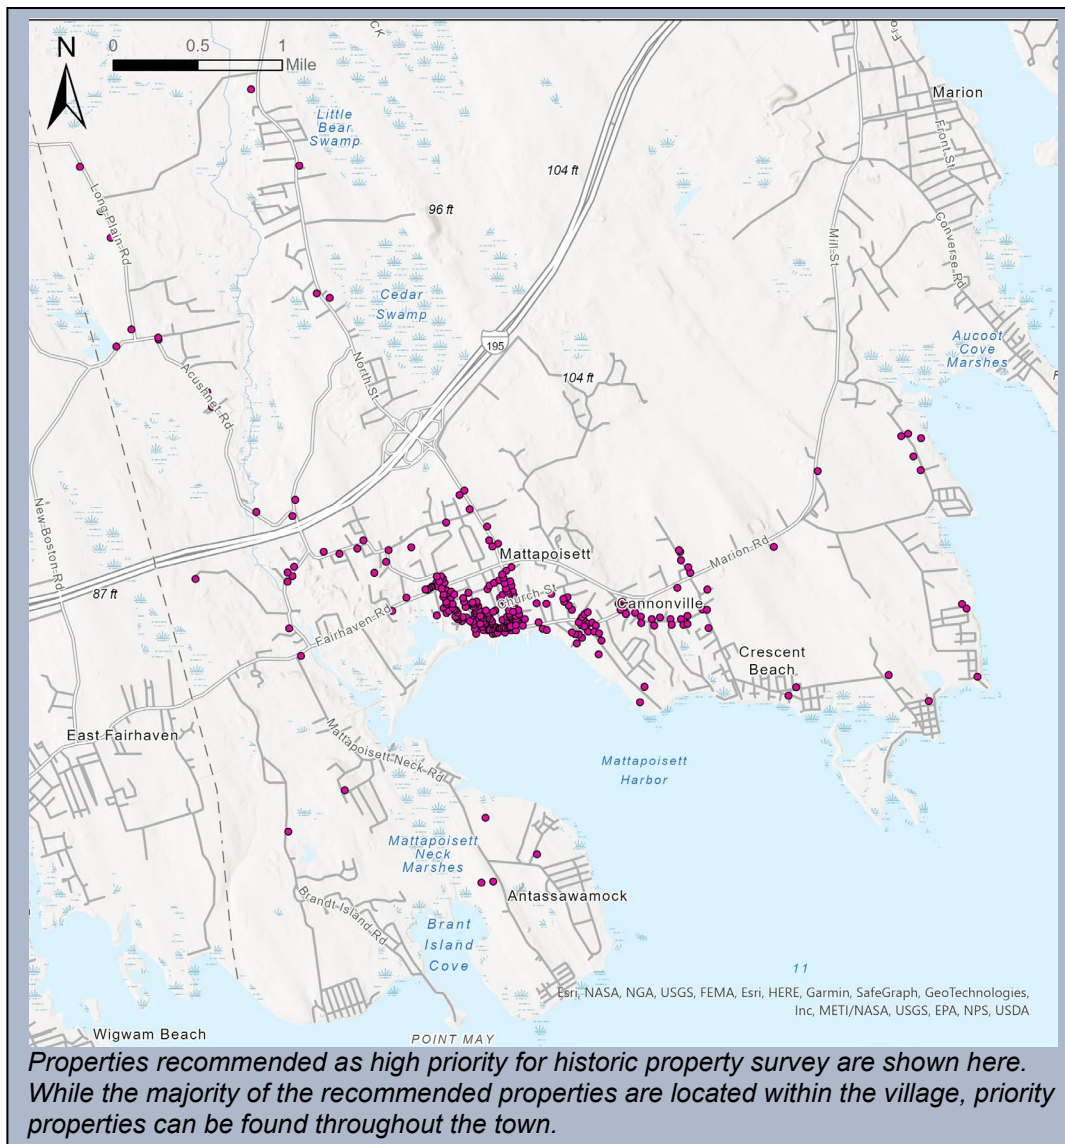 N
0 0.5 1
Mile
CK
Marion
Little
Bear
Swamp
104 ft
Front St
Long Plain Rd
96 ft
Mill St
Converse Rd
Cedar
Swamp
195
Aucoot
Cove
Marshes
North St
104 ft
Acushnet Rd
New Boston Rd
Mattapoisett
Marion Rd
87 ft
Church St
Cannonville
Fairhaven Rd
Crescent
Beach
East Fairhaven
Mattapoisett Neck Rd
Mattapoisett
Harbor
Mattapoisett
Neck
Marshes
Antassawamock
Brandt Island Rd
Brant
Island
Cove
11
Esri, NASA, NGA, USGS, FEMA, Esri, HERE, Garmin, SafeGraph, GeoTechnologies,
Inc, METI/NASA, USGS, EPA, NPS, USDA
Wigwam Beach
POINT MAY
Properties recommended as high priority for historic property survey are shown here.
While the majority of the recommended properties are located within the village, priority
properties can be found throughout the town.